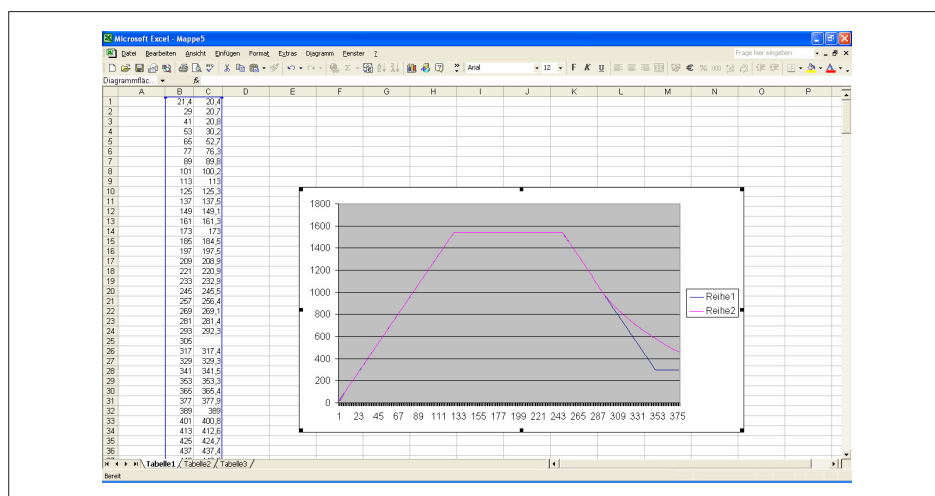 Microsoft Excel - Mappe5
Datei Bearbeiten Ansicht Einfügen Format Extras Diagramm Fenster ? Frage hier eingeben
Arial 12 F K U
Diagrammfläc... fx
A B C D E F G H I J K L M N O P
1 21,4 20,4
2 29 20,7
3 41 20,8
4 53 30,2
5 65 52,7
6 77 76,3
7 89 89,8
8 101 100,2
9 113 113
10 125 125,3
11 137 137,5
12 149 149,1
13 161 161,3
14 173 173
15 185 184,5
16 197 197,5
17 209 208,9
18 221 220,9
19 233 232,9
20 245 245,5
21 257 256,4
22 269 269,1
23 281 281,4
24 293 292,3
25 305
26 317 317,4
27 329 329,3
28 341 341,5
29 353 353,3
30 365 365,4
31 377 377,9
32 389 389
33 401 400,8
34 413 412,6
35 425 424,7
36 437 437,4
1800
1600
1400
1200
1000
800
600
400
200
0
1 23 45 67 89 111 133 155 177 199 221 243 265 287 309 331 353 375
Reihe1
Reihe2
Tabelle1 / Tabelle2 / Tabelle3 /
Bereit